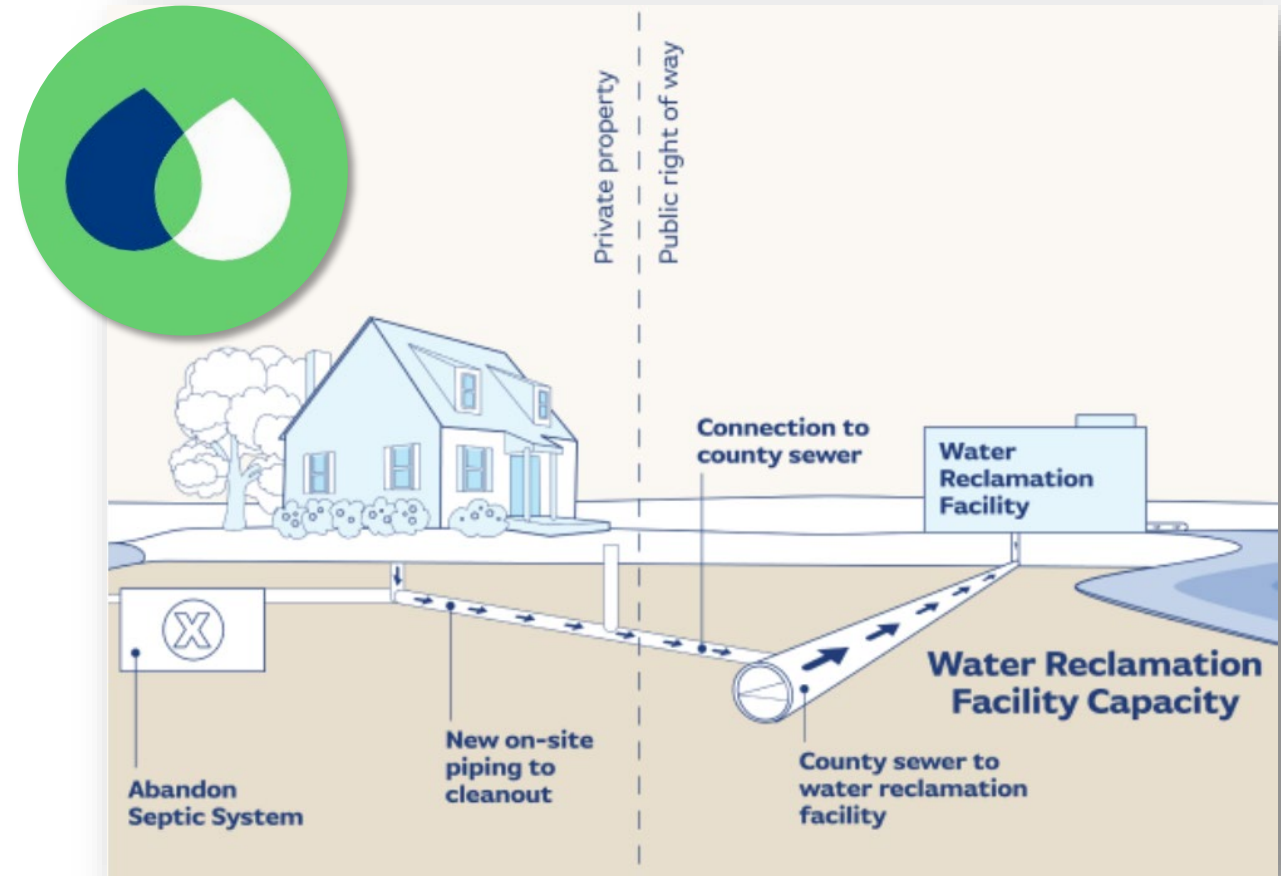 Private property
Public right of way
Connection to
county sewer
Water
Reclamation
Facility
X
Water Reclamation
Facility Capacity
New on-site
piping to
cleanout
County sewer to
water reclamation
facility
Abandon
Septic System